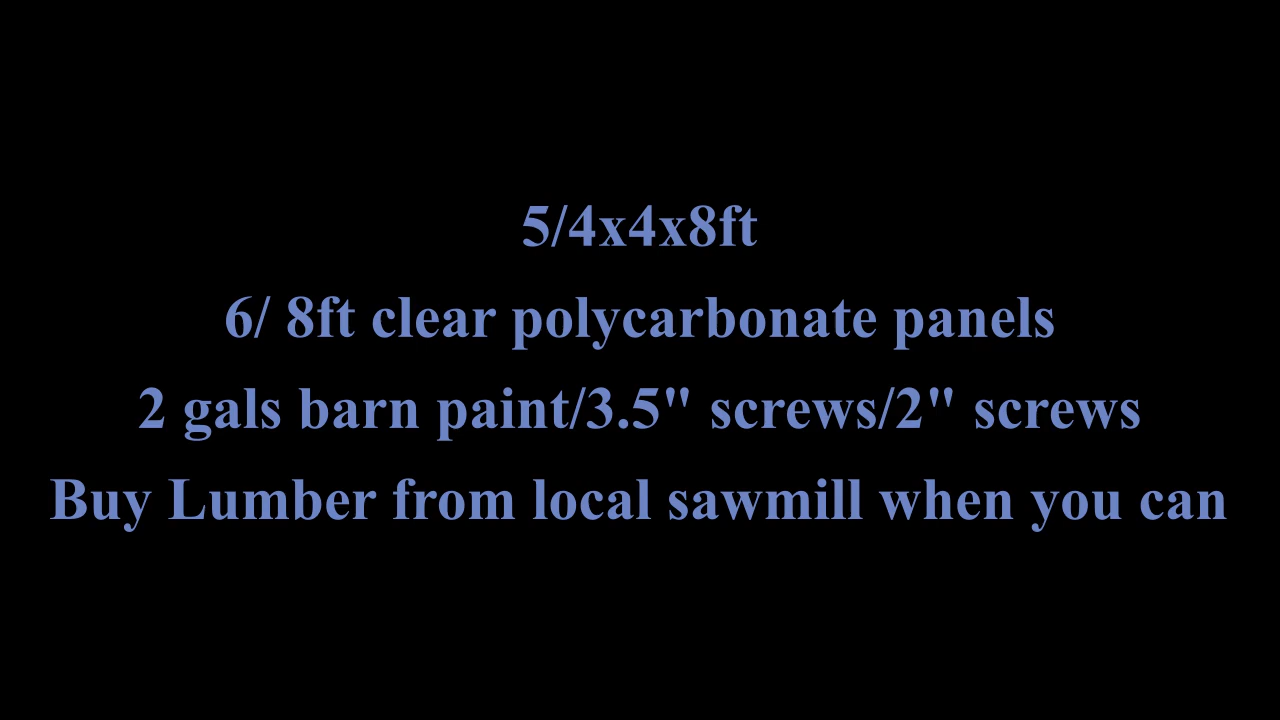 5/4x4x8ft
6/ 8ft clear polycarbonate panels
2 gals barn paint/3.5" screws/2" screws
Buy Lumber from local sawmill when you can